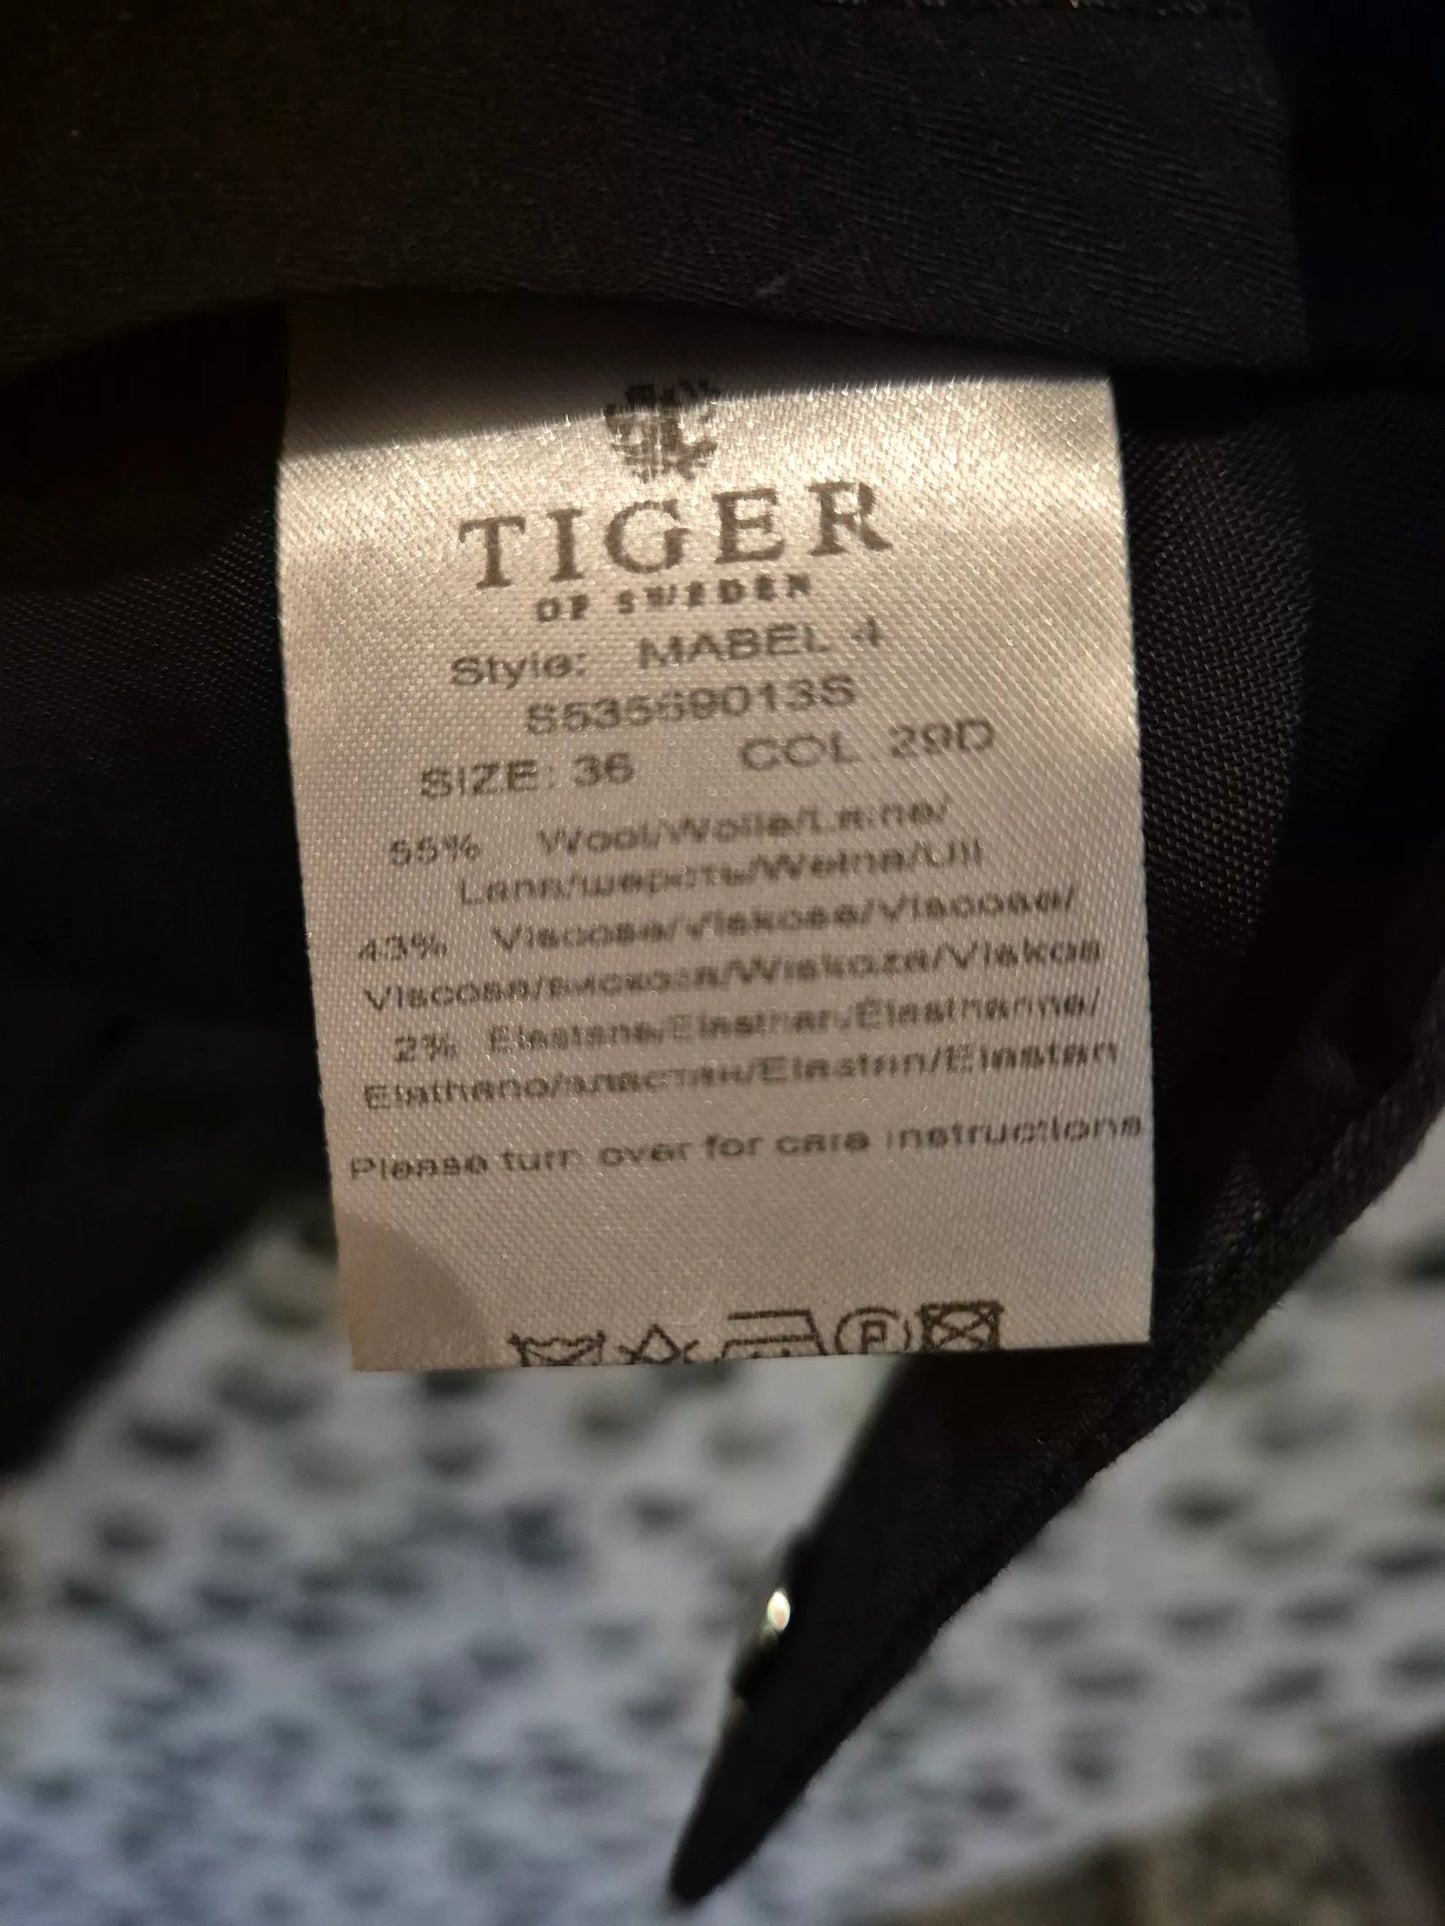 TIGER
OF SWEDEN
Style: MABEL 4
S53569013S
SIZE: 36 COL. 29D
55% Wool/Wolle/Laine/
Lana/шерсть/Wełna/Ull
43% Viscose/Viskose/Viscose/
Viscosa/вискоза/Wiskoza/Viskos
2% Elastane/Elasthan/Elasthanne/
Elathano/эластан/Elastan/Elastan
Please turn over for care instructions
P